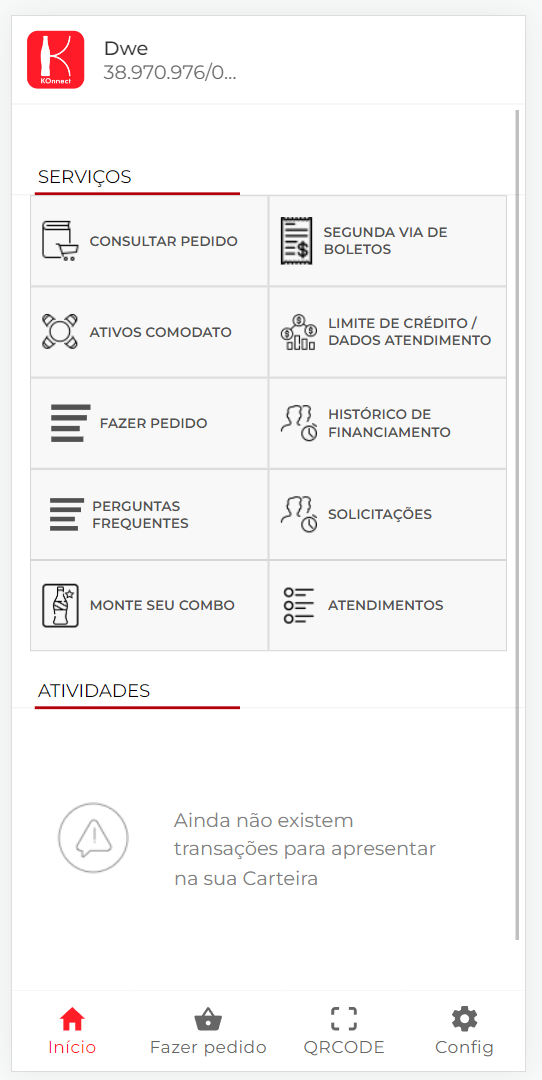 KOnnect
Dwe
38.970.976/0...
SERVIÇOS
CONSULTAR PEDIDO
SEGUNDA VIA DE
BOLETOS
ATIVOS COMODATO
LIMITE DE CRÉDITO /
DADOS ATENDIMENTO
FAZER PEDIDO
HISTÓRICO DE
FINANCIAMENTO
PERGUNTAS
FREQUENTES
SOLICITAÇÕES
MONTE SEU COMBO
ATENDIMENTOS
ATIVIDADES
Ainda não existem
transações para apresentar
na sua Carteira
Início
Fazer pedido
QRCODE
Config